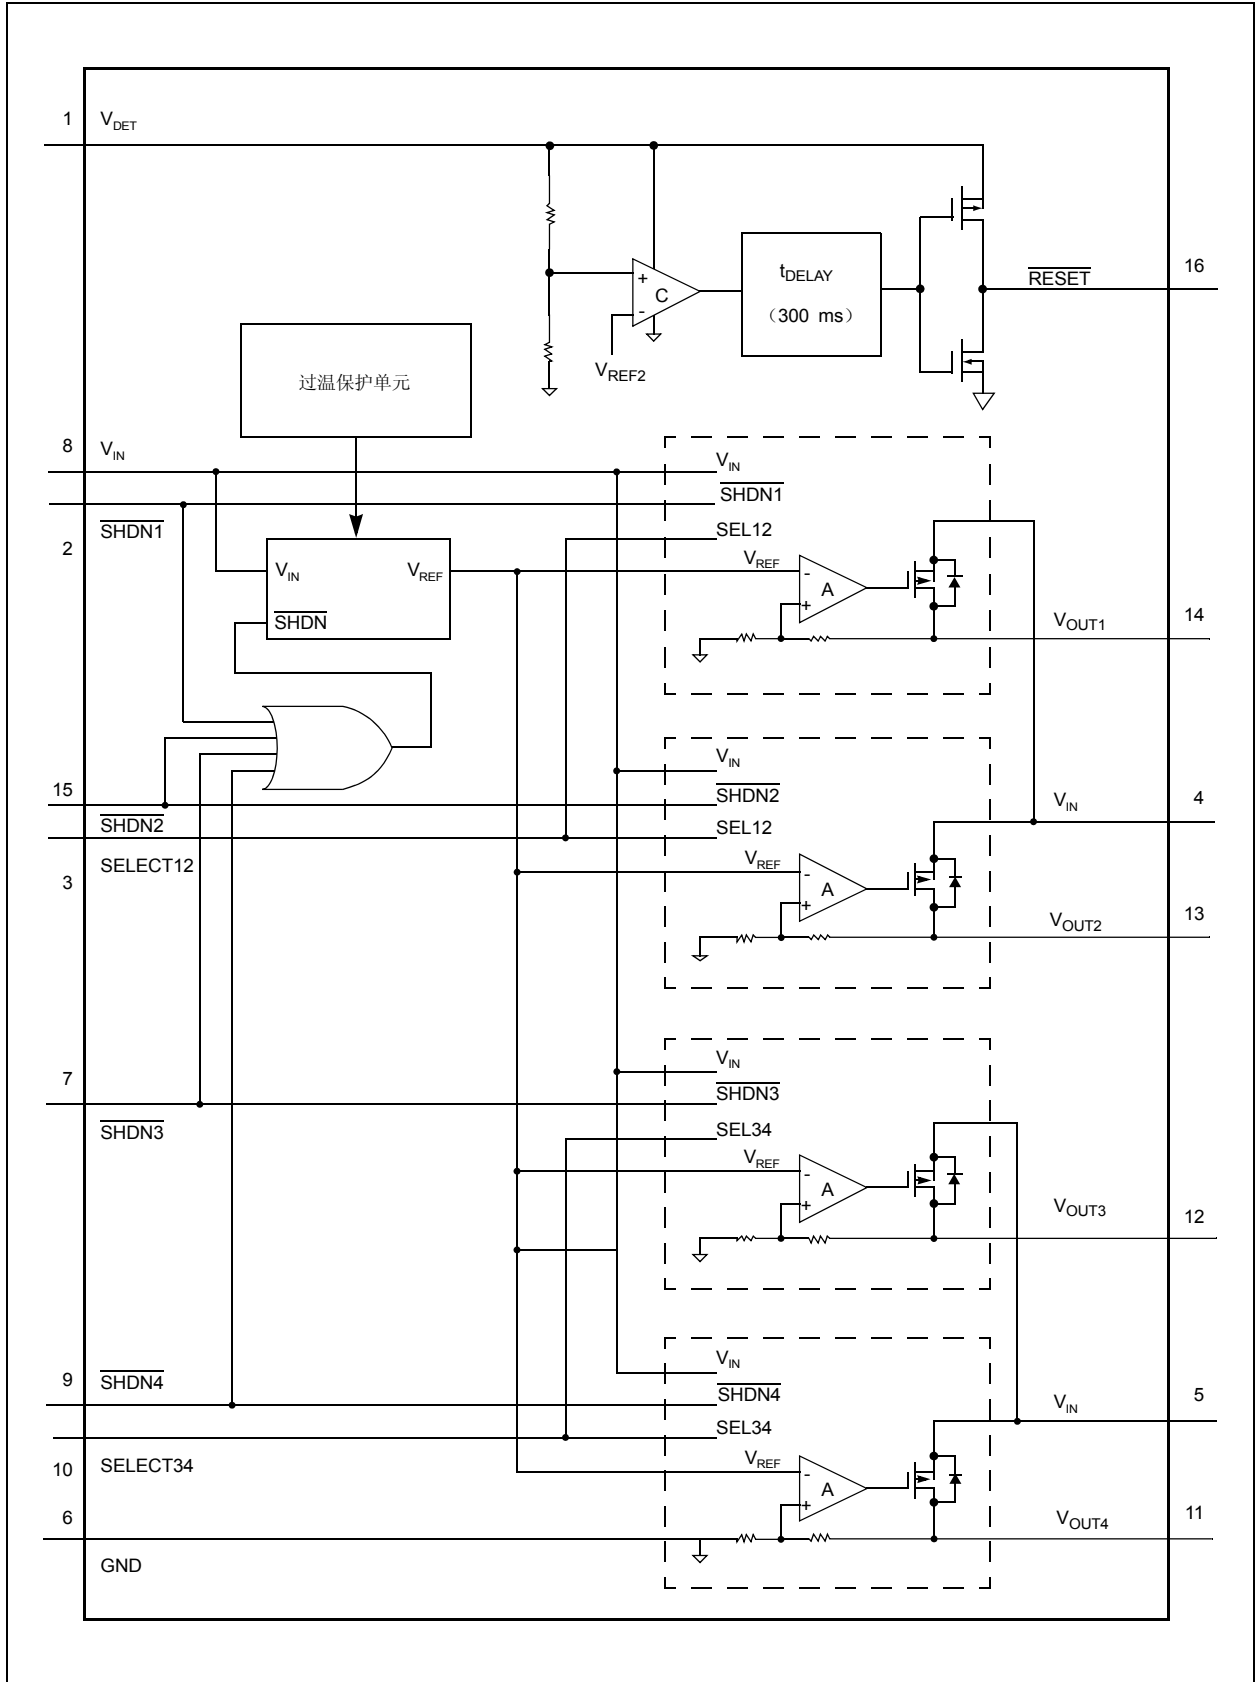 1 V_DET
t_DELAY
（300 ms）
+
C
-
V_REF2
RESET 16
过温保护单元
8 V_IN
V_IN
SHDN1
SHDN1
2
SEL12
V_IN V_REF
SHDN
V_REF
-
A
+
V_OUT1 14
V_IN
15
SHDN2
SHDN2
SEL12
V_IN 4
SELECT12
3
V_REF
-
A
+
V_OUT2 13
V_IN
7
SHDN3
SHDN3
SEL34
V_REF
-
A
+
V_OUT3 12
V_IN
9 SHDN4
SHDN4
SEL34
V_IN 5
10 SELECT34
V_REF
-
A
+
6
V_OUT4 11
GND